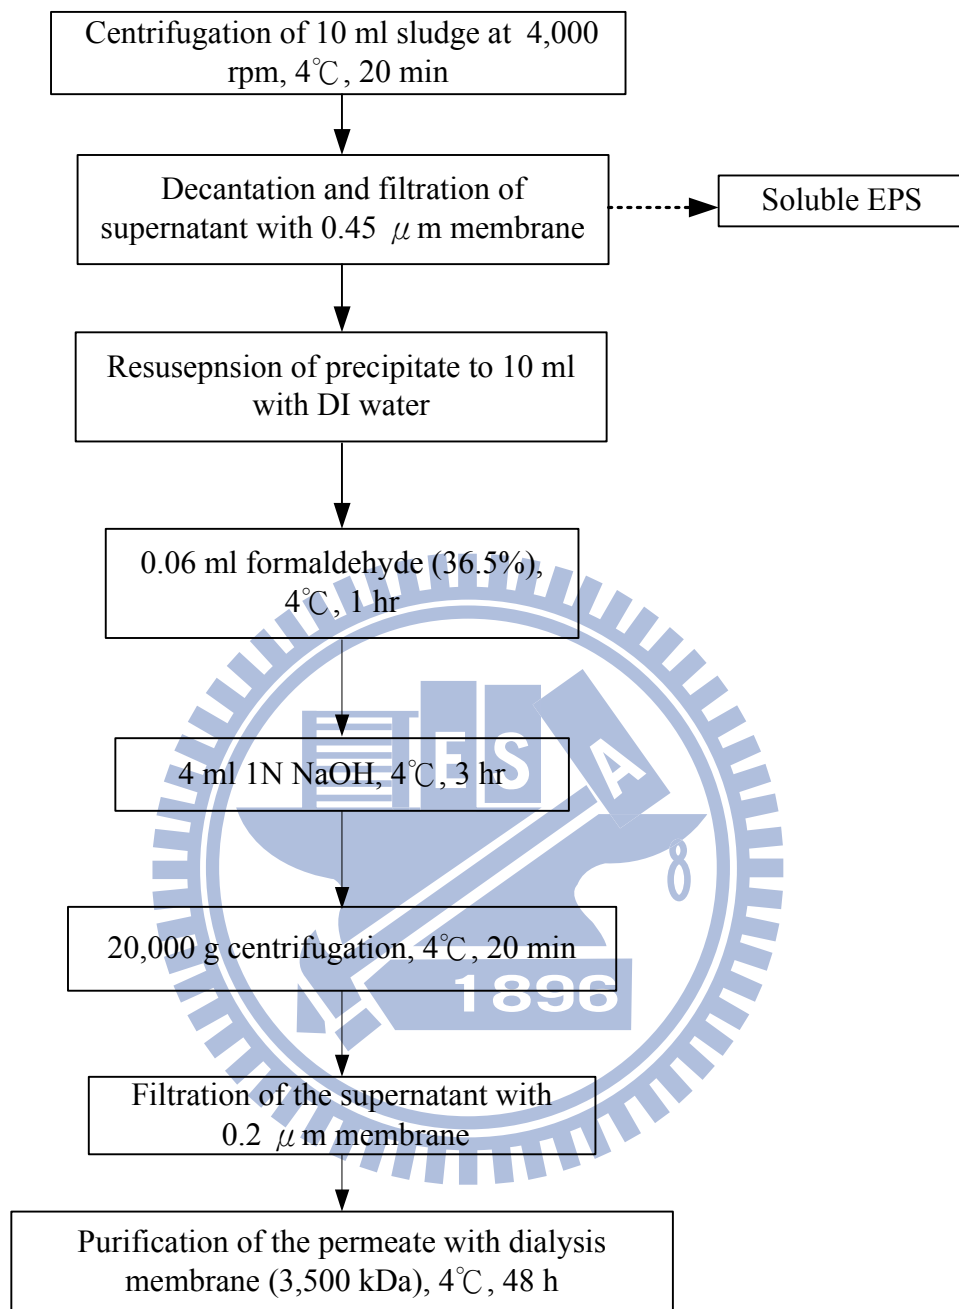 Centrifugation of 10 ml sludge at 4,000
rpm, 4℃, 20 min
Decantation and filtration of
supernatant with 0.45 μm membrane
Soluble EPS
Resusepnsion of precipitate to 10 ml
with DI water
0.06 ml formaldehyde (36.5%),
4℃, 1 hr
ESA
4 ml 1N NaOH, 4℃, 3 hr
20,000 g centrifugation, 4℃, 20 min
1896
Filtration of the supernatant with
0.2 μm membrane
Purification of the permeate with dialysis
membrane (3,500 kDa), 4℃, 48 h